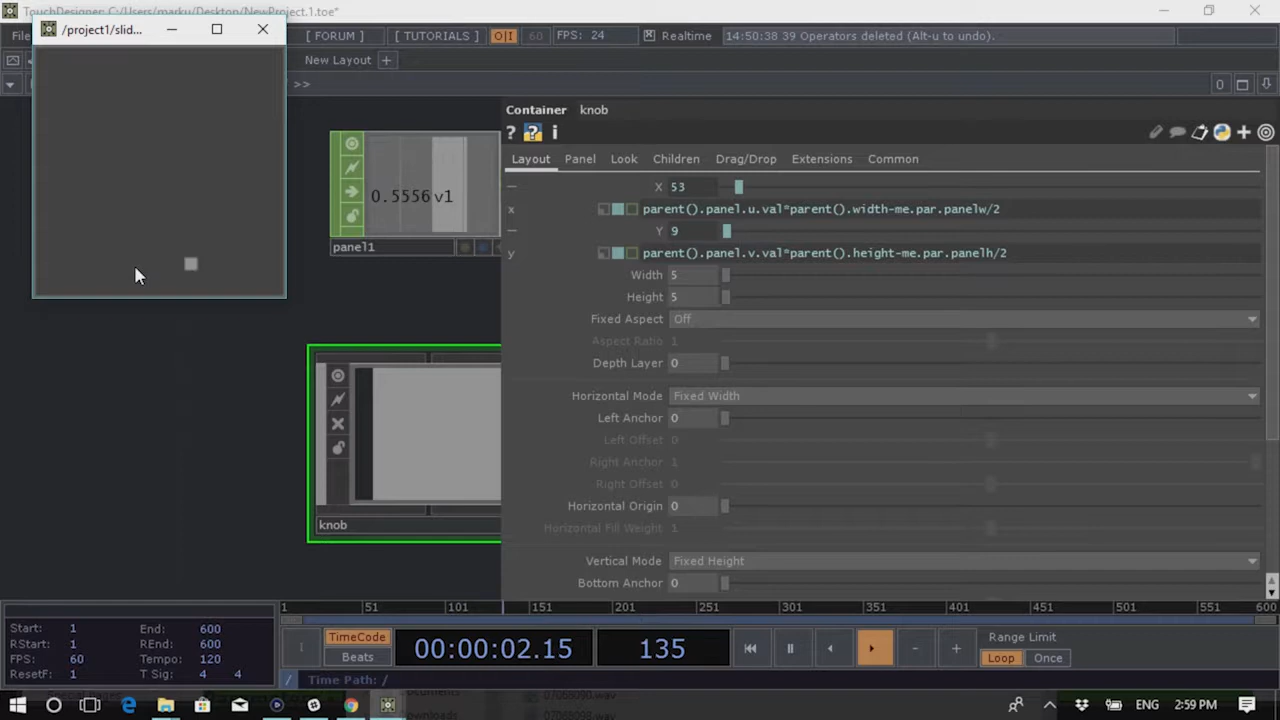 TouchDesigner: C:/Users/marku/Desktop/NewProject.1.toe*
/project1/slid...
File
[ FORUM ]
[ TUTORIALS ]
O|I
60
FPS: 24
Realtime
14:50:38 39 Operators deleted (Alt-u to undo).
New Layout +
>>
0
Container knob
? ? i
Layout Panel Look Children Drag/Drop Extensions Common
X 53
x parent().panel.u.val*parent().width-me.par.panelw/2
Y 9
y parent().panel.v.val*parent().height-me.par.panelh/2
Width 5
Height 5
Fixed Aspect Off
Aspect Ratio 1
Depth Layer 0
Horizontal Mode Fixed Width
Left Anchor 0
Left Offset 0
Right Anchor 1
Right Offset 0
Horizontal Origin 0
Horizontal Fill Weight 1
Vertical Mode Fixed Height
Bottom Anchor 0
0.5556 v1
panel1
knob
1 51 101 151 201 251 301 351 401 451 501 551 600
Start: 1 End: 600
RStart: 1 REnd: 600
FPS: 60 Tempo: 120
ResetF: 1 T Sig: 4 4
TimeCode
Beats
00:00:02.15
135
Range Limit
Loop Once
/ Time Path: /
07069090.wav
ENG 2:59 PM